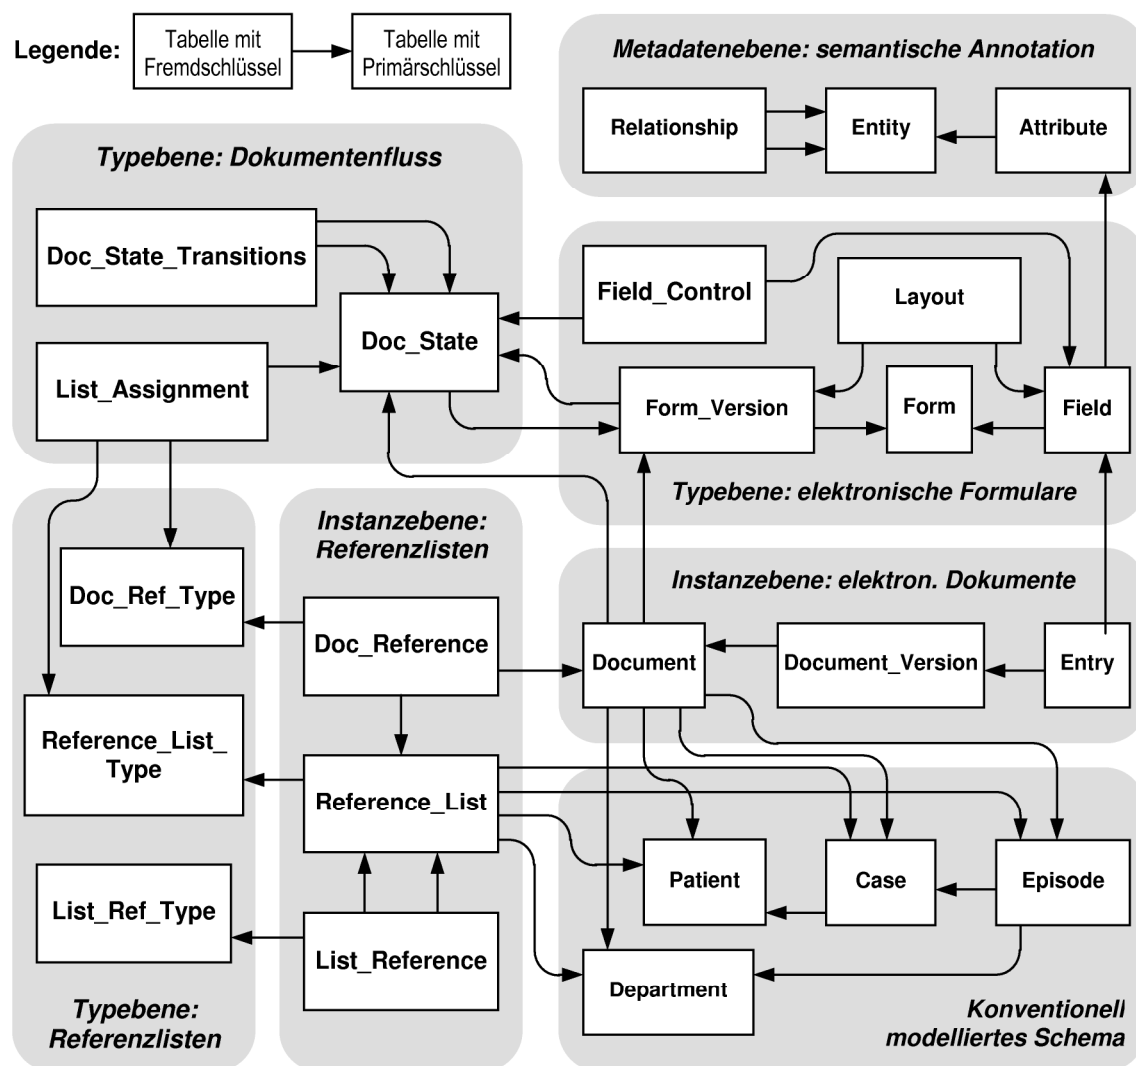 Legende:
Tabelle mit
Fremdschlüssel
Tabelle mit
Primärschlüssel
Metadatenebene: semantische Annotation
Relationship
Entity
Attribute
Typebene: Dokumentenfluss
Doc_State_Transitions
Doc_State
List_Assignment
Field_Control
Layout
Form_Version
Form
Field
Typebene: elektronische Formulare
Doc_Ref_Type
Reference_List_
Type
List_Ref_Type
Typebene:
Referenzlisten
Instanzebene:
Referenzlisten
Doc_Reference
Reference_List
List_Reference
Instanzebene: elektron. Dokumente
Document
Document_Version
Entry
Patient
Case
Episode
Department
Konventionell
modelliertes Schema